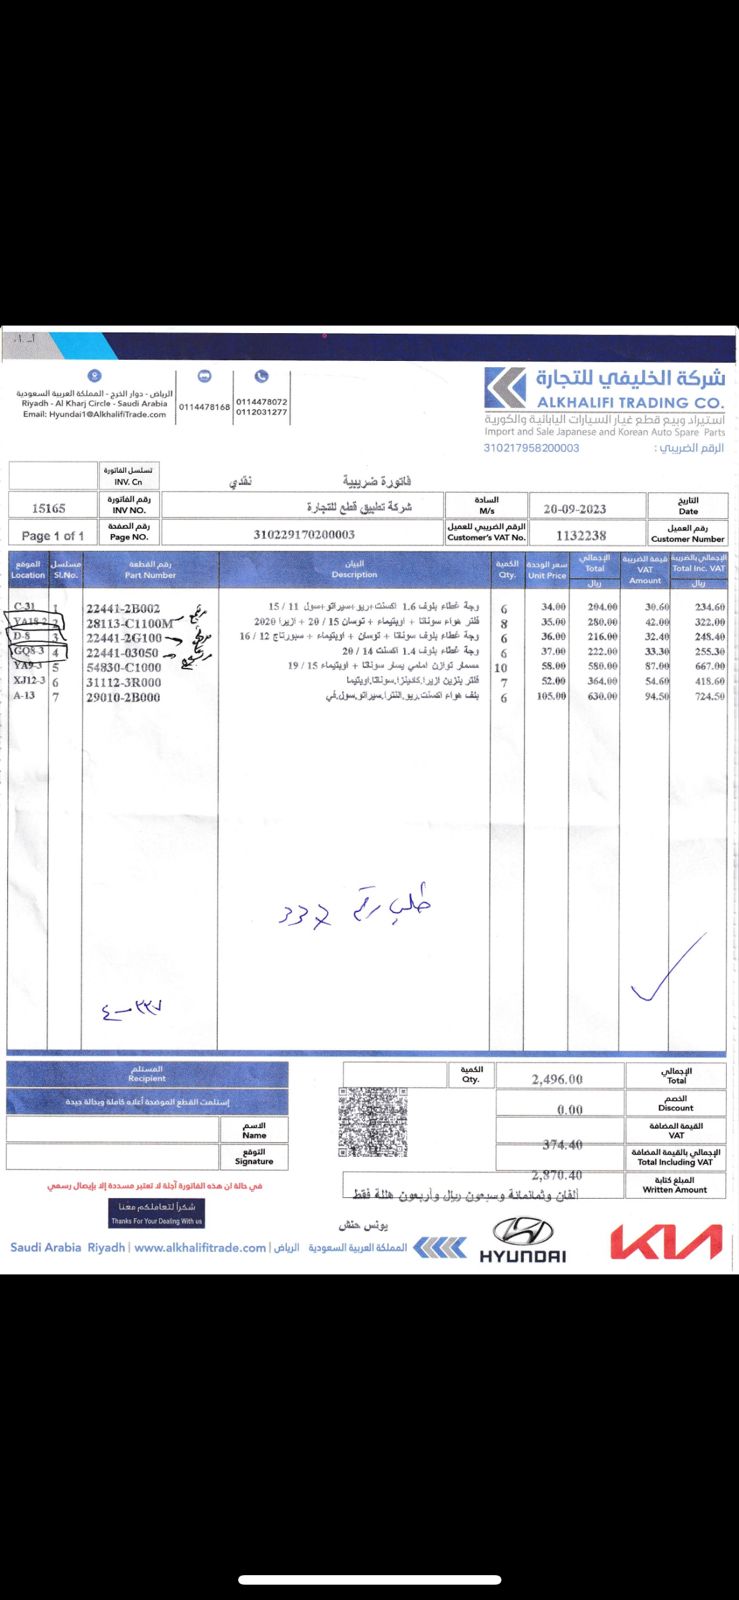 شركة الخليفي للتجارة
ALKHALIFI TRADING CO.
استيراد وبيع قطع غيار السيارات اليابانية والكورية
Import and Sale Japanese and Korean Auto Spare Parts
الرقم الضريبي : 310217958200003
الرياض - دوار الخرج - المملكة العربية السعودية
Riyadh - Al Kharj Circle - Saudi Arabia
Email: Hyundai1@AlkhalifiTrade.com
0114478168
0114478072
0112031277
تسلسل الفاتورة
INV. Cn
فاتورة ضريبية نقدي
التاريخ
Date
20-09-2023
السادة
M/s
شركة تطبيق قطع للتجارة
رقم الفاتورة
INV NO.
15165
رقم العميل
Customer Number
1132238
الرقم الضريبي للعميل
Customer's VAT No.
310229170200003
رقم الصفحة
Page NO.
Page 1 of 1
الموقع مسلسل رقم القطعة البيان الكمية سعر الوحدة الإجمالي قيمة الضريبة الإجمالي بالضريبة
Location Sl.No. Part Number Description Qty. Unit Price Total VAT Amount Total Inc. VAT
ريال ريال
C-31 1 22441-2B002 وجة غطاء بلوف 1.6 اكسنت،ريو،سيراتو،سول 11 / 15 6 34.00 204.00 30.60 234.60
YA18-2 2 28113-C1100M فلتر هواء سوناتا + اوبتيماء + توسان 15 / 20 + ازيرا 2020 8 35.00 280.00 42.00 322.00
D-8 3 22441-2G100 وجة غطاء بلوف سوناتا + توسان + اوبتيماء + سبورتاج 12 / 16 6 36.00 216.00 32.40 248.40
GQ8-3 4 22441-03050 وجة غطاء بلوف 1.4 اكسنت 14 / 20 6 37.00 222.00 33.30 255.30
YA9-3 5 54830-C1000 مسمار توازن امامي يسار سوناتا + اوبتيماء 15 / 19 10 58.00 580.00 87.00 667.00
XJ12-3 6 31112-3R000 فلتر بنزين ازيرا،كادينزا،سوناتا،اوبتيما 7 52.00 364.00 54.60 418.60
A-13 7 29010-2B000 بلف هواء اكسنت،ريو،النترا،سيراتو،سول،في 6 105.00 630.00 94.50 724.50
طلب رقم 337
٣٣٧-٤
المستلم
Recipient
إستلمت القطع الموضحة أعلاه كاملة وبحالة جيدة
الاسم
Name
التوقع
Signature
الكمية
Qty.
2,496.00
الإجمالي
Total
0.00
الخصم
Discount
374.40
القيمة المضافة
VAT
2,870.40
الإجمالي بالقيمة المضافة
Total Including VAT
المبلغ كتابة
Written Amount
ألفان وثمانمائة وسبعون ريال وأربعون هللة فقط
في حالة ان هذه الفاتورة آجلة لا تعتبر مسددة إلا بإيصال رسمي
شكراً لتعاملكم معنا
Thanks For Your Dealing With us
يونس حنش
Saudi Arabia Riyadh | www.alkhalifitrade.com | المملكة العربية السعودية الرياض
HYUNDAI
KIA